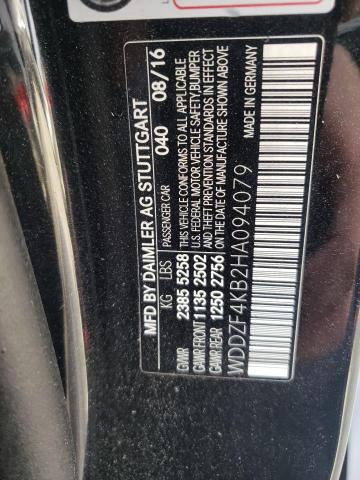 MFD BY DAIMLER AG STUTTGART
PASSENGER CAR 040 08/16
KG LBS
GVWR 2385 5258
GAWR FRONT 1135 2502
GAWR REAR 1250 2756
THIS VEHICLE CONFORMS TO ALL APPLICABLE
U.S. FEDERAL MOTOR VEHICLE SAFETY, BUMPER
AND THEFT PREVENTION STANDARDS IN EFFECT
ON THE DATE OF MANUFACTURE SHOWN ABOVE
MADE IN GERMANY
WDDZF4KB2HA094079